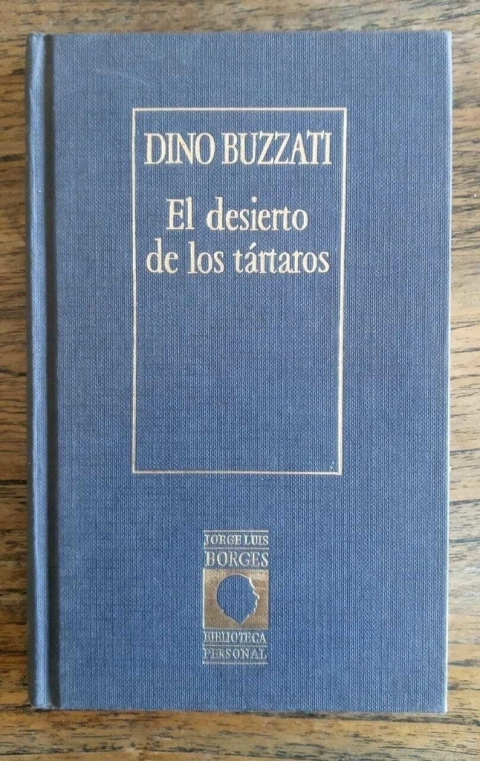 DINO BUZZATI
El desierto
de los tártaros
JORGE LUIS
BORGES
BIBLIOTECA
PERSONAL